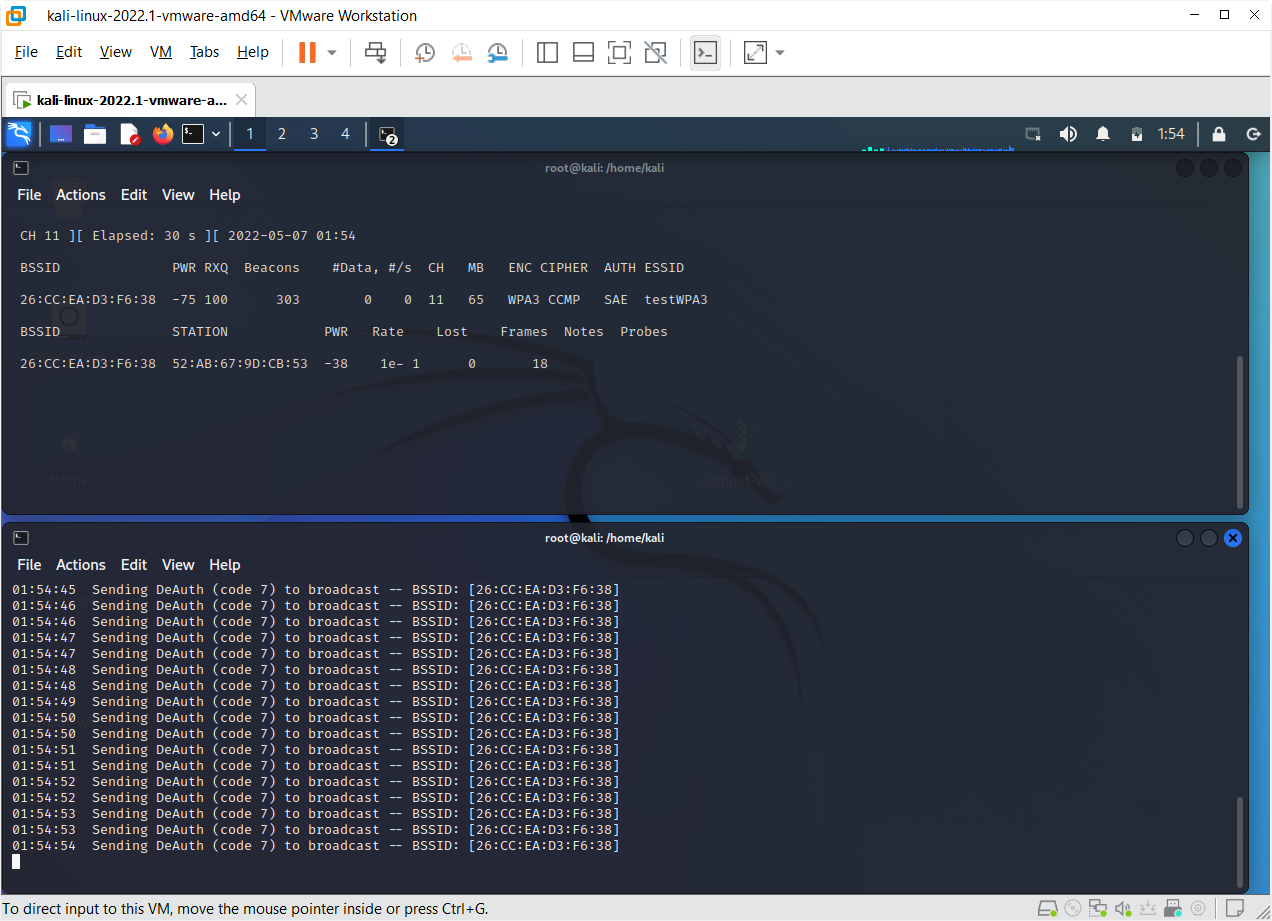 kali-linux-2022.1-vmware-amd64 - VMware Workstation
File Edit View VM Tabs Help
kali-linux-2022.1-vmware-a...
1 2 3 4 2 1:54
root@kali: /home/kali
File Actions Edit View Help
CH 11 ][ Elapsed: 30 s ][ 2022-05-07 01:54
BSSID PWR RXQ Beacons #Data, #/s CH MB ENC CIPHER AUTH ESSID
26:CC:EA:D3:F6:38 -75 100 303 0 0 11 65 WPA3 CCMP SAE testWPA3
BSSID STATION PWR Rate Lost Frames Notes Probes
26:CC:EA:D3:F6:38 52:AB:67:9D:CB:53 -38 1e- 1 0 18
Home compat-wir...
root@kali: /home/kali
File Actions Edit View Help
01:54:45 Sending DeAuth (code 7) to broadcast -- BSSID: [26:CC:EA:D3:F6:38]
01:54:46 Sending DeAuth (code 7) to broadcast -- BSSID: [26:CC:EA:D3:F6:38]
01:54:46 Sending DeAuth (code 7) to broadcast -- BSSID: [26:CC:EA:D3:F6:38]
01:54:47 Sending DeAuth (code 7) to broadcast -- BSSID: [26:CC:EA:D3:F6:38]
01:54:47 Sending DeAuth (code 7) to broadcast -- BSSID: [26:CC:EA:D3:F6:38]
01:54:48 Sending DeAuth (code 7) to broadcast -- BSSID: [26:CC:EA:D3:F6:38]
01:54:48 Sending DeAuth (code 7) to broadcast -- BSSID: [26:CC:EA:D3:F6:38]
01:54:49 Sending DeAuth (code 7) to broadcast -- BSSID: [26:CC:EA:D3:F6:38]
01:54:50 Sending DeAuth (code 7) to broadcast -- BSSID: [26:CC:EA:D3:F6:38]
01:54:50 Sending DeAuth (code 7) to broadcast -- BSSID: [26:CC:EA:D3:F6:38]
01:54:51 Sending DeAuth (code 7) to broadcast -- BSSID: [26:CC:EA:D3:F6:38]
01:54:51 Sending DeAuth (code 7) to broadcast -- BSSID: [26:CC:EA:D3:F6:38]
01:54:52 Sending DeAuth (code 7) to broadcast -- BSSID: [26:CC:EA:D3:F6:38]
01:54:52 Sending DeAuth (code 7) to broadcast -- BSSID: [26:CC:EA:D3:F6:38]
01:54:53 Sending DeAuth (code 7) to broadcast -- BSSID: [26:CC:EA:D3:F6:38]
01:54:53 Sending DeAuth (code 7) to broadcast -- BSSID: [26:CC:EA:D3:F6:38]
01:54:54 Sending DeAuth (code 7) to broadcast -- BSSID: [26:CC:EA:D3:F6:38]
To direct input to this VM, move the mouse pointer inside or press Ctrl+G.